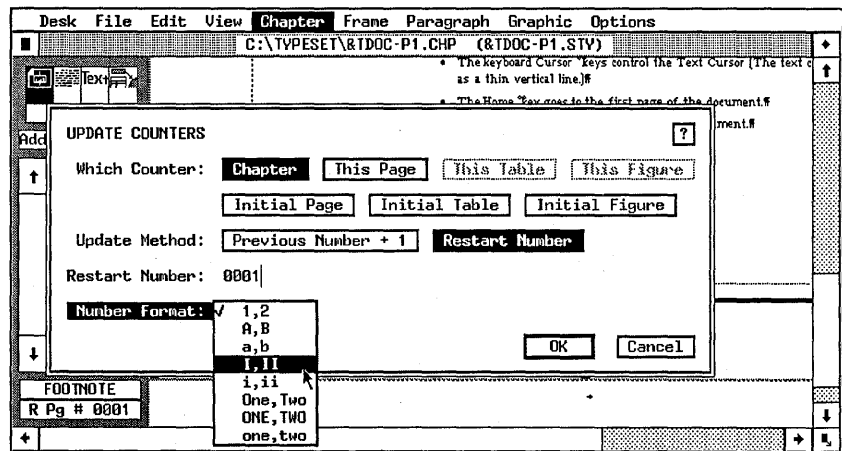 Desk File Edit View Chapter Frame Paragraph Graphic Options
C:\TYPESET\&TDOC-P1.CHP (&TDOC-P1.STY)
• The keyboard Cursor "keys control the Text Cursor (The text c
as a thin vertical line.)¶
Text
• The Home "key goes to the first page of the document.¶
Add
ment.¶
UPDATE COUNTERS ?
Which Counter: Chapter This Page This Table This Figure
Initial Page Initial Table Initial Figure
Update Method: Previous Number + 1 Restart Number
Restart Number: 0001
Number Format: √ 1,2
A,B
a,b
I,II
i,ii
One,Two
ONE,TWO
one,two
OK Cancel
FOOTNOTE
R Pg # 0001